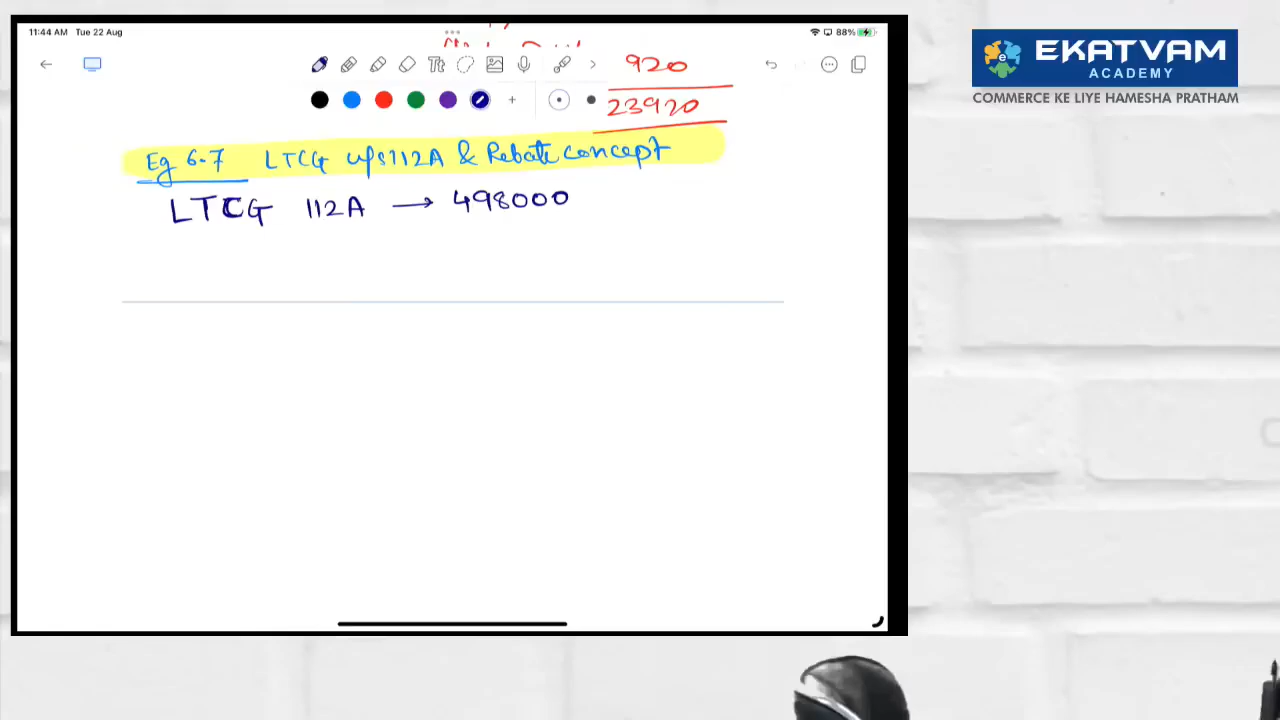 11:44 AM Tue 22 Aug
88%
920
23920
EKATVAM
ACADEMY
COMMERCE KE LIYE HAMESHA PRATHAM
Eg 6.7 LTCG u/s 112A & Rebate concept
LTCG 112A → 498000